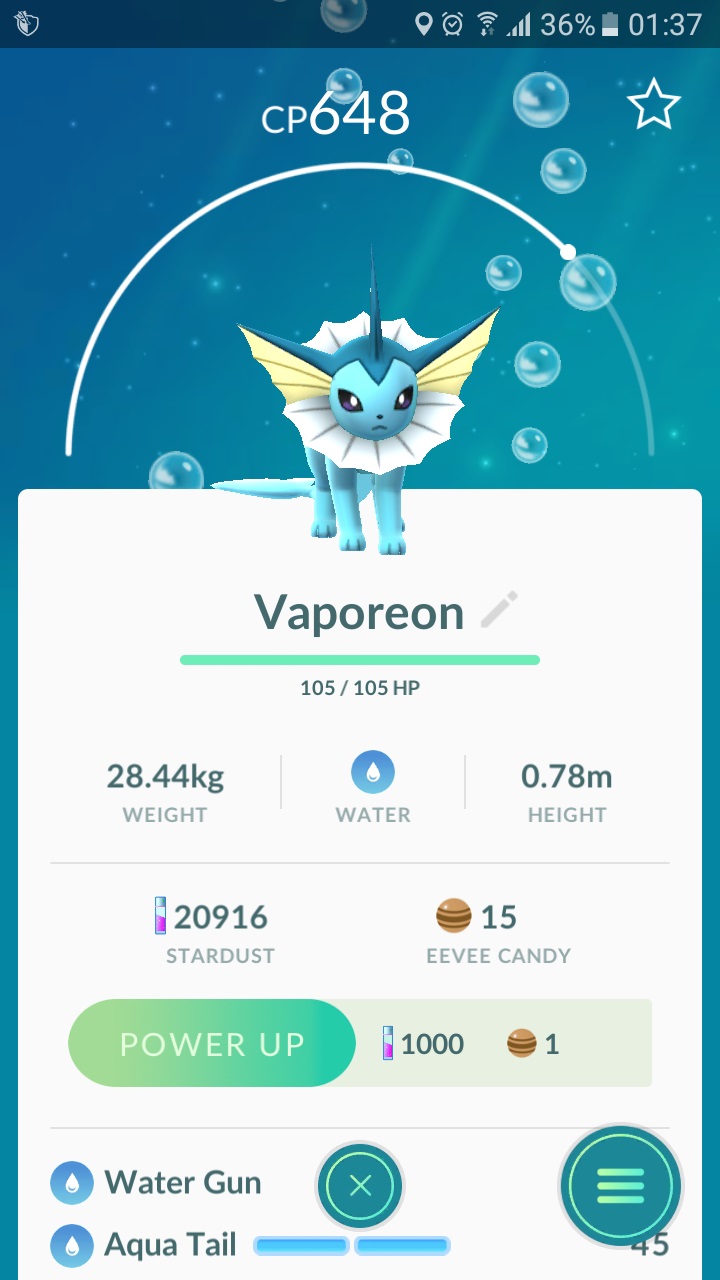 36% 01:37
CP648
Vaporeon
105 / 105 HP
28.44kg 0.78m
WEIGHT WATER HEIGHT
20916 15
STARDUST EEVEE CANDY
POWER UP 1000 1
Water Gun
Aqua Tail 45